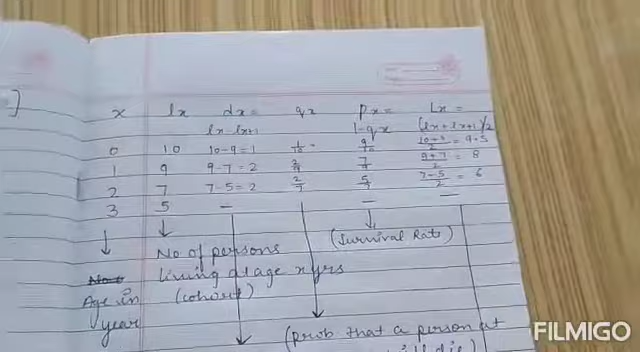 ]
x lx dx= qx px= Lx=
lx-lx+1 1-qx (lx+lx+1)/2
0 10 10-9=1 1/10 9/10 10+9/2 = 9.5
1 9 9-7=2 2/9 7/9 9+7/2 = 8
2 7 7-5=2 2/7 5/7 7-5/2 = 6
3 5 - - -
No of persons (Survival Rate)
living at age x yrs
Age in (cohort)
year
(prob that a person at
die)
FILMIGO